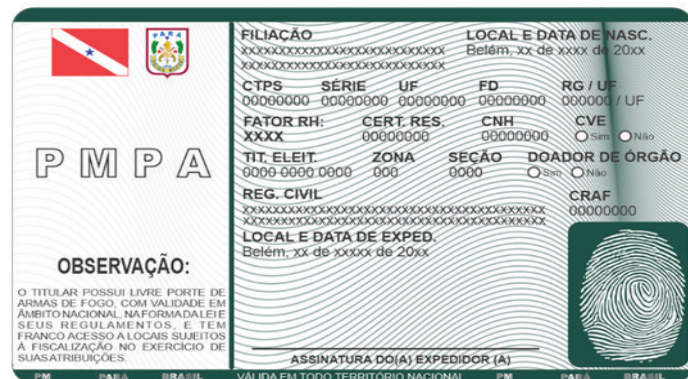 PARÁ
PMPA
OBSERVAÇÃO:
O TITULAR POSSUI LIVRE PORTE DE
ARMAS DE FOGO, COM VALIDADE EM
ÂMBITO NACIONAL, NA FORMA DA LEI E
SEUS REGULAMENTOS, E TEM
FRANCO ACESSO A LOCAIS SUJEITOS
À FISCALIZAÇÃO NO EXERCÍCIO DE
SUAS ATRIBUIÇÕES.
FILIAÇÃO LOCAL E DATA DE NASC.
xxxxxxxxxxxxxxxxxxxxxxxxxx Belém, xx de xxxx de 20xx
xxxxxxxxxxxxxxxxxxxxxxxxxx
CTPS SÉRIE UF FD RG / UF
00000000 00000000 00000000 00000000 000000 / UF
FATOR RH: CERT. RES. CNH CVE
XXXX 00000000 00000000 Sim Não
TIT. ELEIT. ZONA SEÇÃO DOADOR DE ÓRGÃO
0000 0000 0000 000 0000 Sim Não
REG. CIVIL CRAF
xxxxxxxxxxxxxxxxxxxxxxxxxxxxxxxxxxxxx 00000000
xxxxxxxxxxxxxxxxxxxxxxxxxxxxxxxxxxxxx
LOCAL E DATA DE EXPED.
Belém, xx de xxxxx de 20xx
ASSINATURA DO(A) EXPEDIDOR (A)
PM PARÁ BRASIL VÁLIDA EM TODO TERRITÓRIO NACIONAL PM PARÁ BRASIL